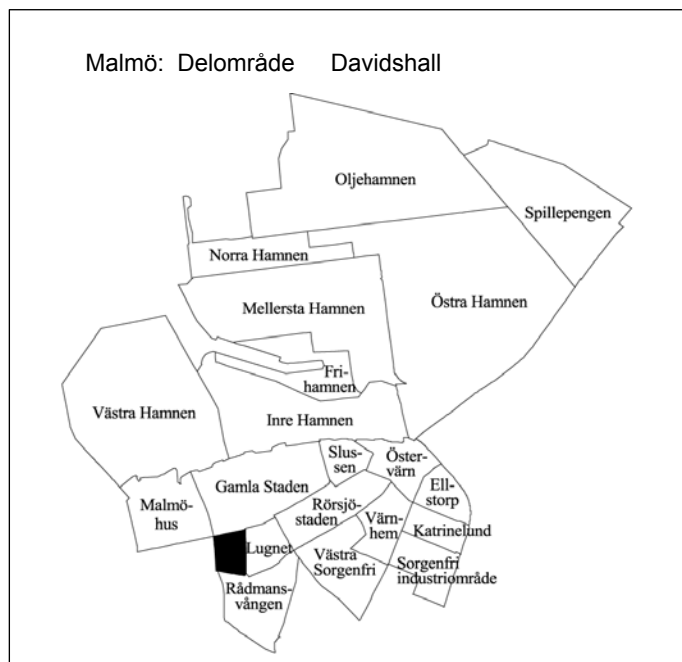 Malmö: Delområde Davidshall
Oljehamnen
Spillepengen
Norra Hamnen
Mellersta Hamnen
Östra Hamnen
Fri-
hamnen
Västra Hamnen
Inre Hamnen
Slus-
sen
Öster-
värn
Gamla Staden
Ell-
storp
Malmö-
hus
Rörsjö-
staden
Värn-
hem
Katrinelund
Lugnet
Västra
Sorgenfri
Sorgenfri
industriområde
Rådmans-
vången